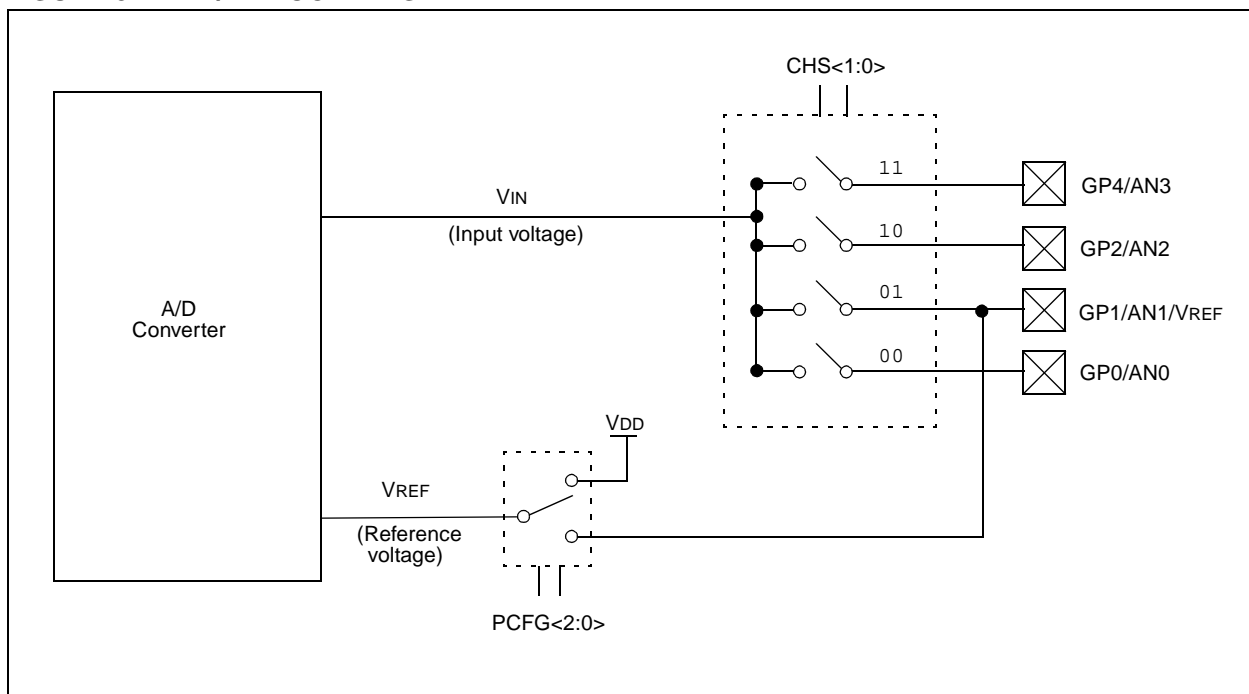 CHS<1:0>
VIN
(Input voltage)
A/D
Converter
11
GP4/AN3
10
GP2/AN2
01
GP1/AN1/VREF
00
GP0/AN0
VDD
VREF
(Reference
voltage)
PCFG<2:0>